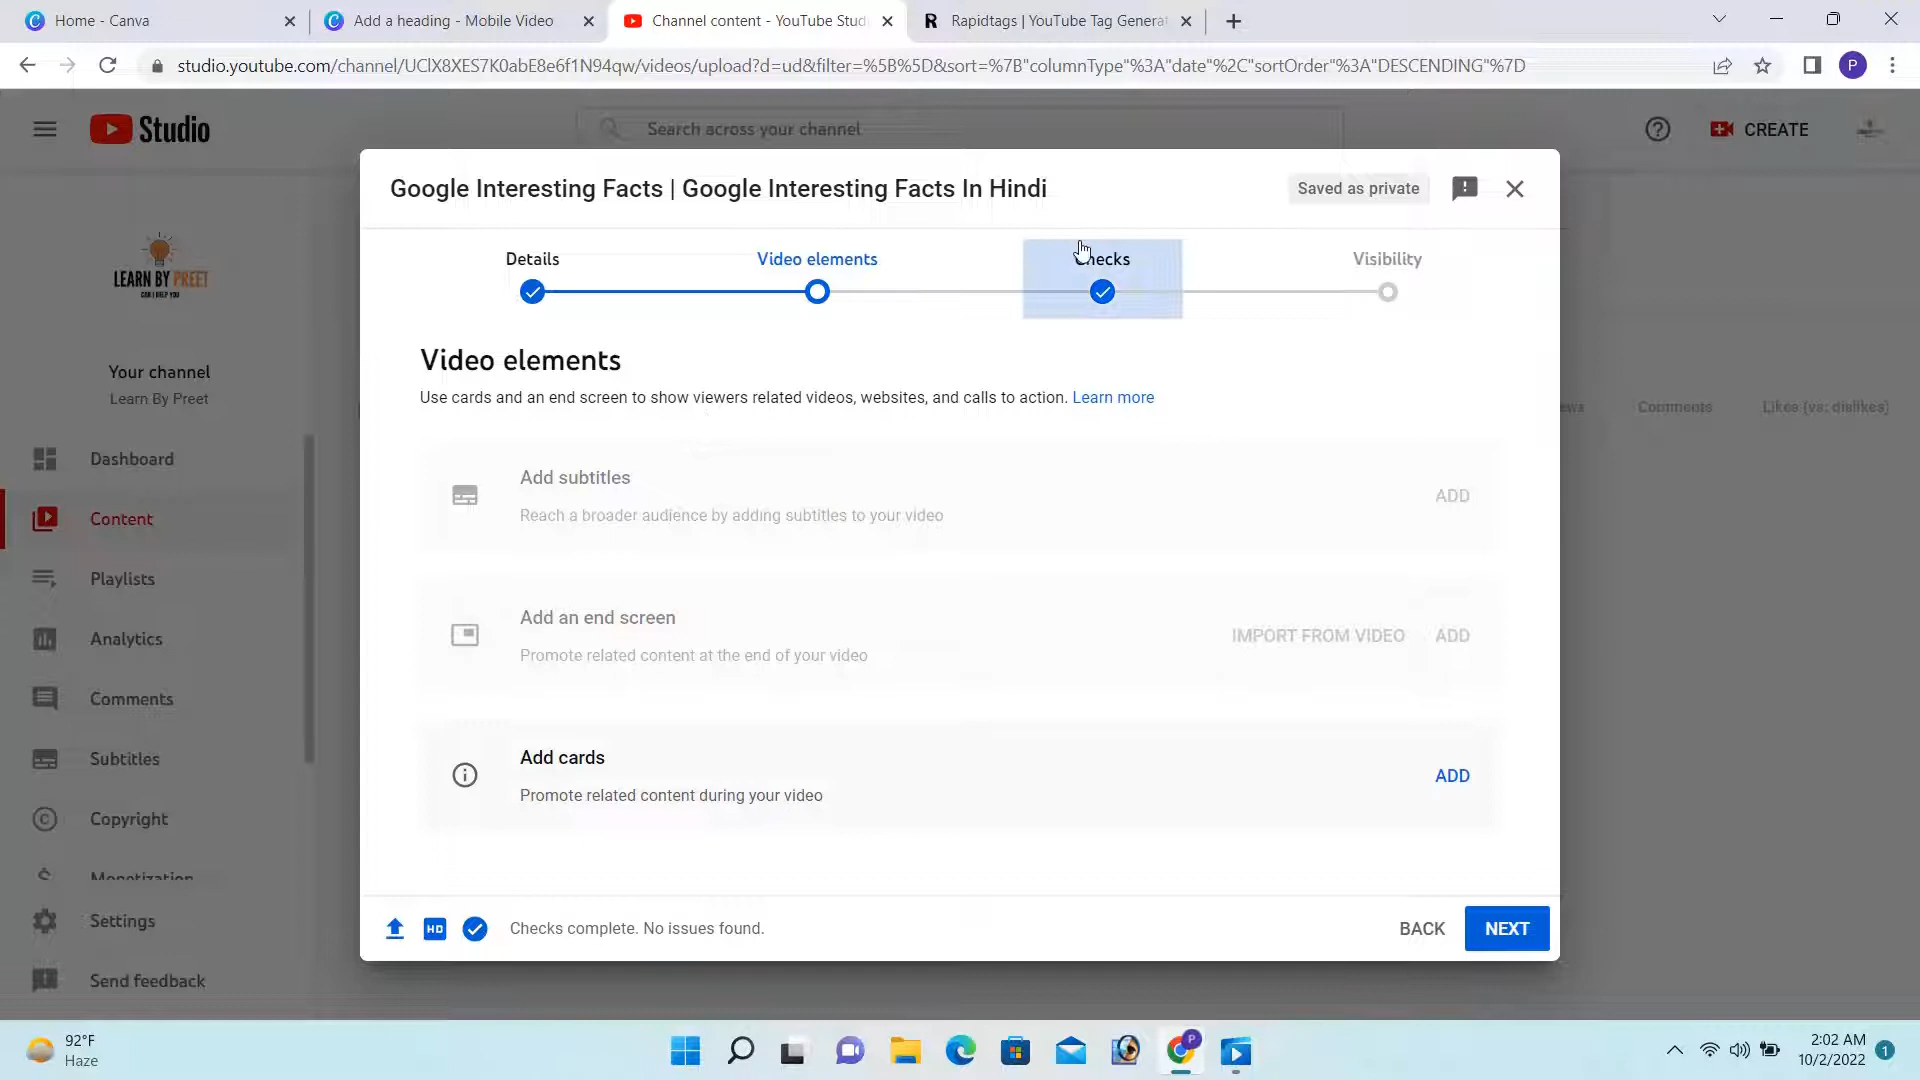 Home - Canva
Add a heading - Mobile Video
Channel content - YouTube Stud
Rapidtags | YouTube Tag Genera
studio.youtube.com/channel/UClX8XES7K0abE8e6f1N94qw/videos/upload?d=ud&filter=%5B%5D&sort=%7B"columnType"%3A"date"%2C"sortOrder"%3A"DESCENDING"%7D
P
Studio
Search across your channel
CREATE
Google Interesting Facts | Google Interesting Facts In Hindi
Saved as private
Details
Video elements
Checks
Visibility
LEARN BY PREET
CAN I HELP YOU
Your channel
Learn By Preet
Video elements
Use cards and an end screen to show viewers related videos, websites, and calls to action. Learn more
Comments
Likes (vs. dislikes)
Dashboard
Content
Playlists
Analytics
Comments
Subtitles
Copyright
Monetization
Settings
Send feedback
Add subtitles
Reach a broader audience by adding subtitles to your video
ADD
Add an end screen
Promote related content at the end of your video
IMPORT FROM VIDEO
ADD
Add cards
Promote related content during your video
ADD
HD
Checks complete. No issues found.
BACK
NEXT
92°F
Haze
P
2:02 AM
10/2/2022
1